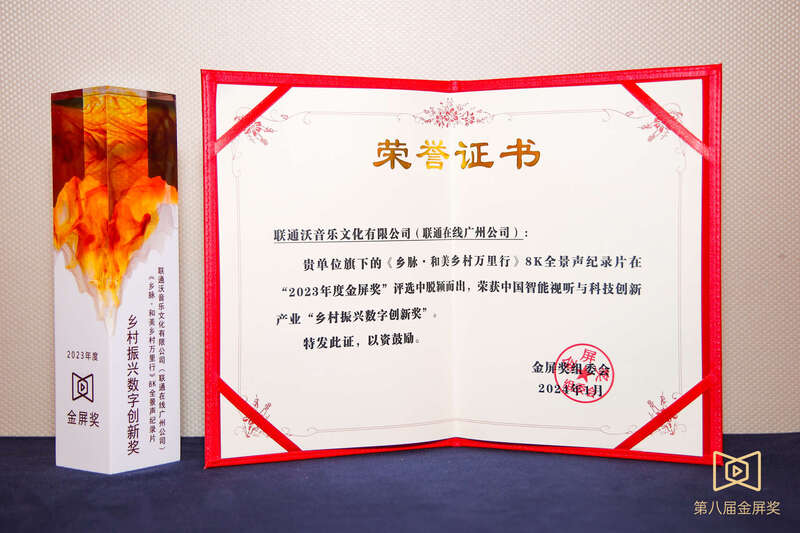 荣誉证书
联通沃音乐文化有限公司（联通在线广州公司）:
贵单位旗下的《乡脉·和美乡村万里行》8K全景声纪录片在
“2023年度金屏奖”评选中脱颖而出，荣获中国智能视听与科技创新
产业“乡村振兴数字创新奖”。
特发此证，以资鼓励。
金屏奖组委会
2024年1月
联通沃音乐文化有限公司（联通在线广州公司）
《乡脉·和美乡村万里行》8K全景声纪录片
乡村振兴数字创新奖
2023年度
金屏奖
第八届金屏奖